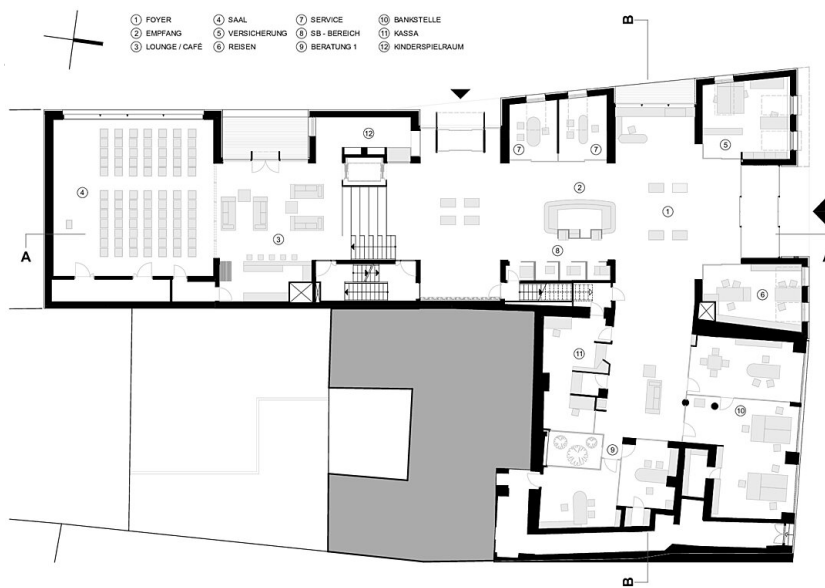 B
1 FOYER 4 SAAL 7 SERVICE 10 BANKSTELLE
2 EMPFANG 5 VERSICHERUNG 8 SB - BEREICH 11 KASSA
3 LOUNGE / CAFÉ 6 REISEN 9 BERATUNG 1 12 KINDERSPIELRAUM
12
7 7 5
4 2
1
3 8
A A
6
11
10
9
B